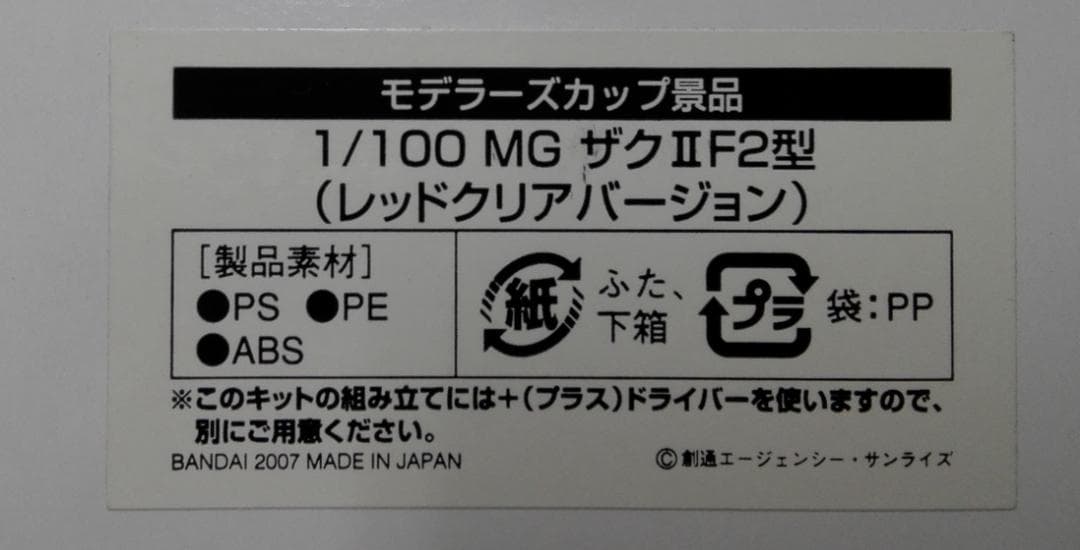 モデラーズカップ景品
1/100 MG ザクⅡF2型
（レッドクリアバージョン）
［製品素材］
●PS ●PE
●ABS
紙 ふた、
下箱
プラ 袋：PP
※このキットの組み立てには＋（プラス）ドライバーを使いますので、
別にご用意ください。
BANDAI 2007 MADE IN JAPAN
©創通エージェンシー・サンライズ